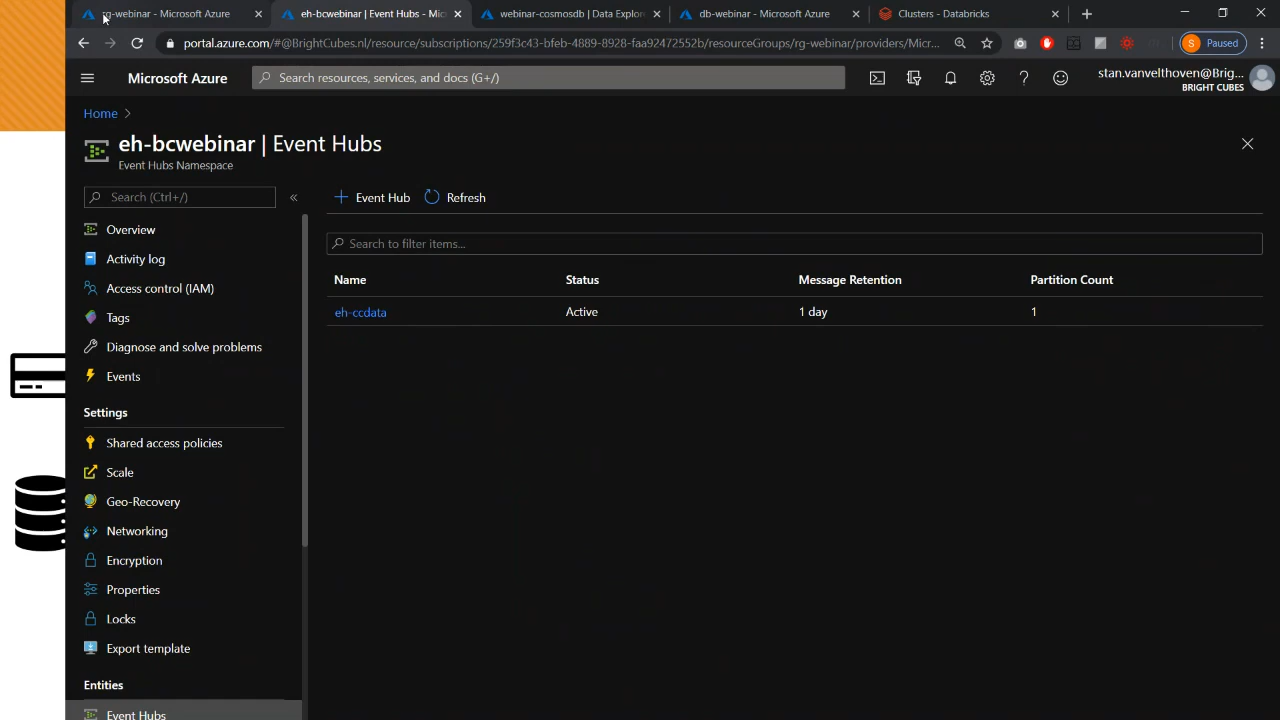 rg-webinar - Microsoft Azure
eh-bcwebinar | Event Hubs - Mic
webinar-cosmosdb | Data Explor
db-webinar - Microsoft Azure
Clusters - Databricks
portal.azure.com/#@BrightCubes.nl/resource/subscriptions/259f3c43-bfeb-4889-8928-faa92472552b/resourceGroups/rg-webinar/providers/Micr...
S Paused
Microsoft Azure
Search resources, services, and docs (G+/)
stan.vanvelthoven@Brig...
BRIGHT CUBES
Home >
eh-bcwebinar | Event Hubs
Event Hubs Namespace
Search (Ctrl+/)
«
+ Event Hub
Refresh
Overview
Activity log
Access control (IAM)
Tags
Diagnose and solve problems
Events
Settings
Shared access policies
Scale
Geo-Recovery
Networking
Encryption
Properties
Locks
Export template
Entities
Event Hubs
Search to filter items...
Name Status Message Retention Partition Count
eh-ccdata Active 1 day 1